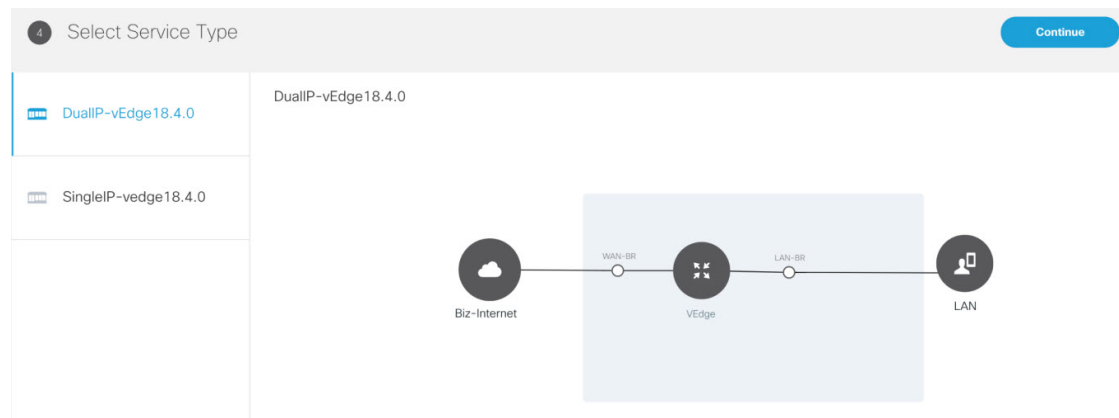 4 Select Service Type
Continue
DualIP-vEdge18.4.0
SingleIP-vedge18.4.0
DualIP-vEdge18.4.0
WAN-BR
LAN-BR
Biz-Internet
VEdge
LAN